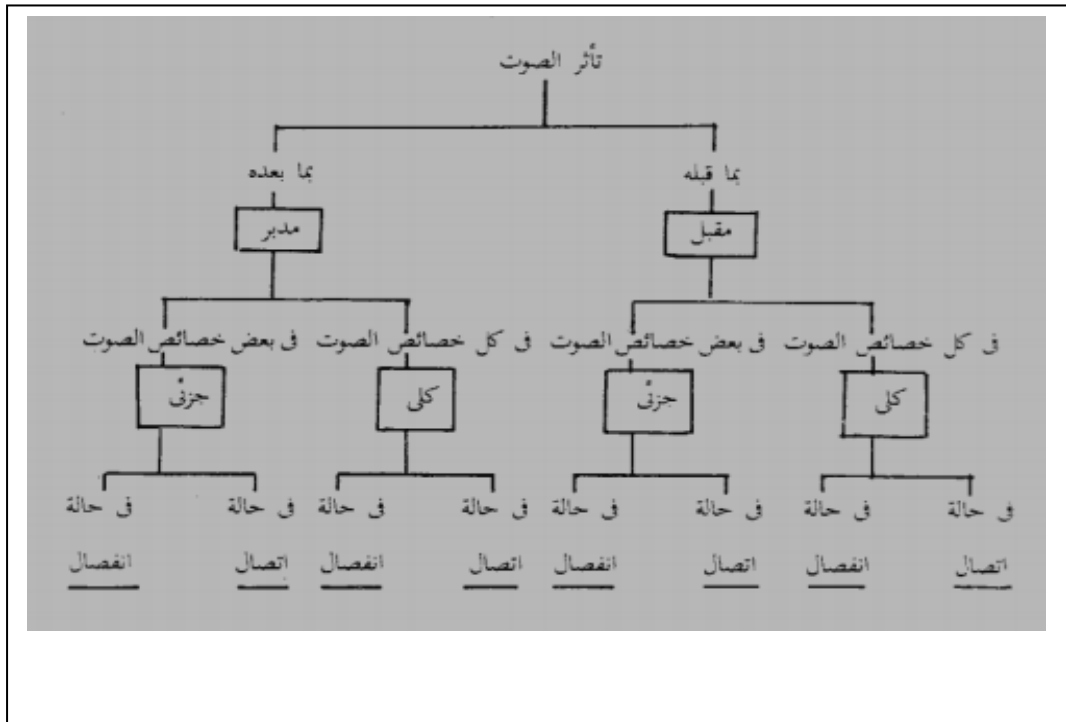 تأثر الصوت
بما قبله بما بعده
مقبل مدبر
فى كل خصائص الصوت فى بعض خصائص الصوت فى كل خصائص الصوت فى بعض خصائص الصوت
كلى جزئى كلى جزئى
فى حالة فى حالة فى حالة فى حالة فى حالة فى حالة فى حالة فى حالة
اتصال انفصال اتصال انفصال اتصال انفصال اتصال انفصال